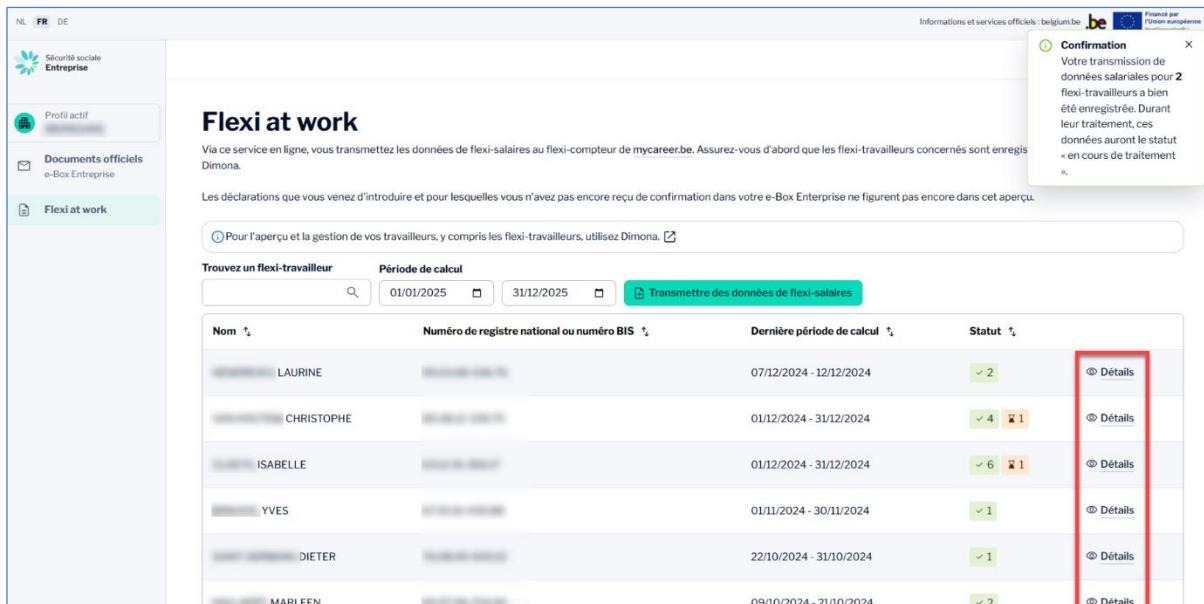 NL FR DE
Informations et services officiels : belgium.be .be
Financé par
l'Union européenne
Sécurité sociale
Entreprise
Confirmation ×
Votre transmission de
données salariales pour 2
flexi-travailleurs a bien
été enregistrée. Durant
leur traitement, ces
données auront le statut
« en cours de traitement
».
Profil actif
Documents officiels
e-Box Entreprise
Flexi at work
Flexi at work
Via ce service en ligne, vous transmettez les données de flexi-salaires au flexi-compteur de mycareer.be. Assurez-vous d'abord que les flexi-travailleurs concernés sont enregis
Dimona.
Les déclarations que vous venez d'introduire et pour lesquelles vous n'avez pas encore reçu de confirmation dans votre e-Box Enterprise ne figurent pas encore dans cet aperçu.
Pour l'aperçu et la gestion de vos travailleurs, y compris les flexi-travailleurs, utilisez Dimona.
Trouvez un flexi-travailleur Période de calcul
01/01/2025 31/12/2025 Transmettre des données de flexi-salaires
Nom Numéro de registre national ou numéro BIS Dernière période de calcul Statut
LAURINE 07/12/2024 - 12/12/2024 2 Détails
CHRISTOPHE 01/12/2024 - 31/12/2024 4 1 Détails
ISABELLE 01/12/2024 - 31/12/2024 6 1 Détails
YVES 01/11/2024 - 30/11/2024 1 Détails
DIETER 22/10/2024 - 31/10/2024 1 Détails
MARLEEN 09/10/2024 - 21/10/2024 2 Détails